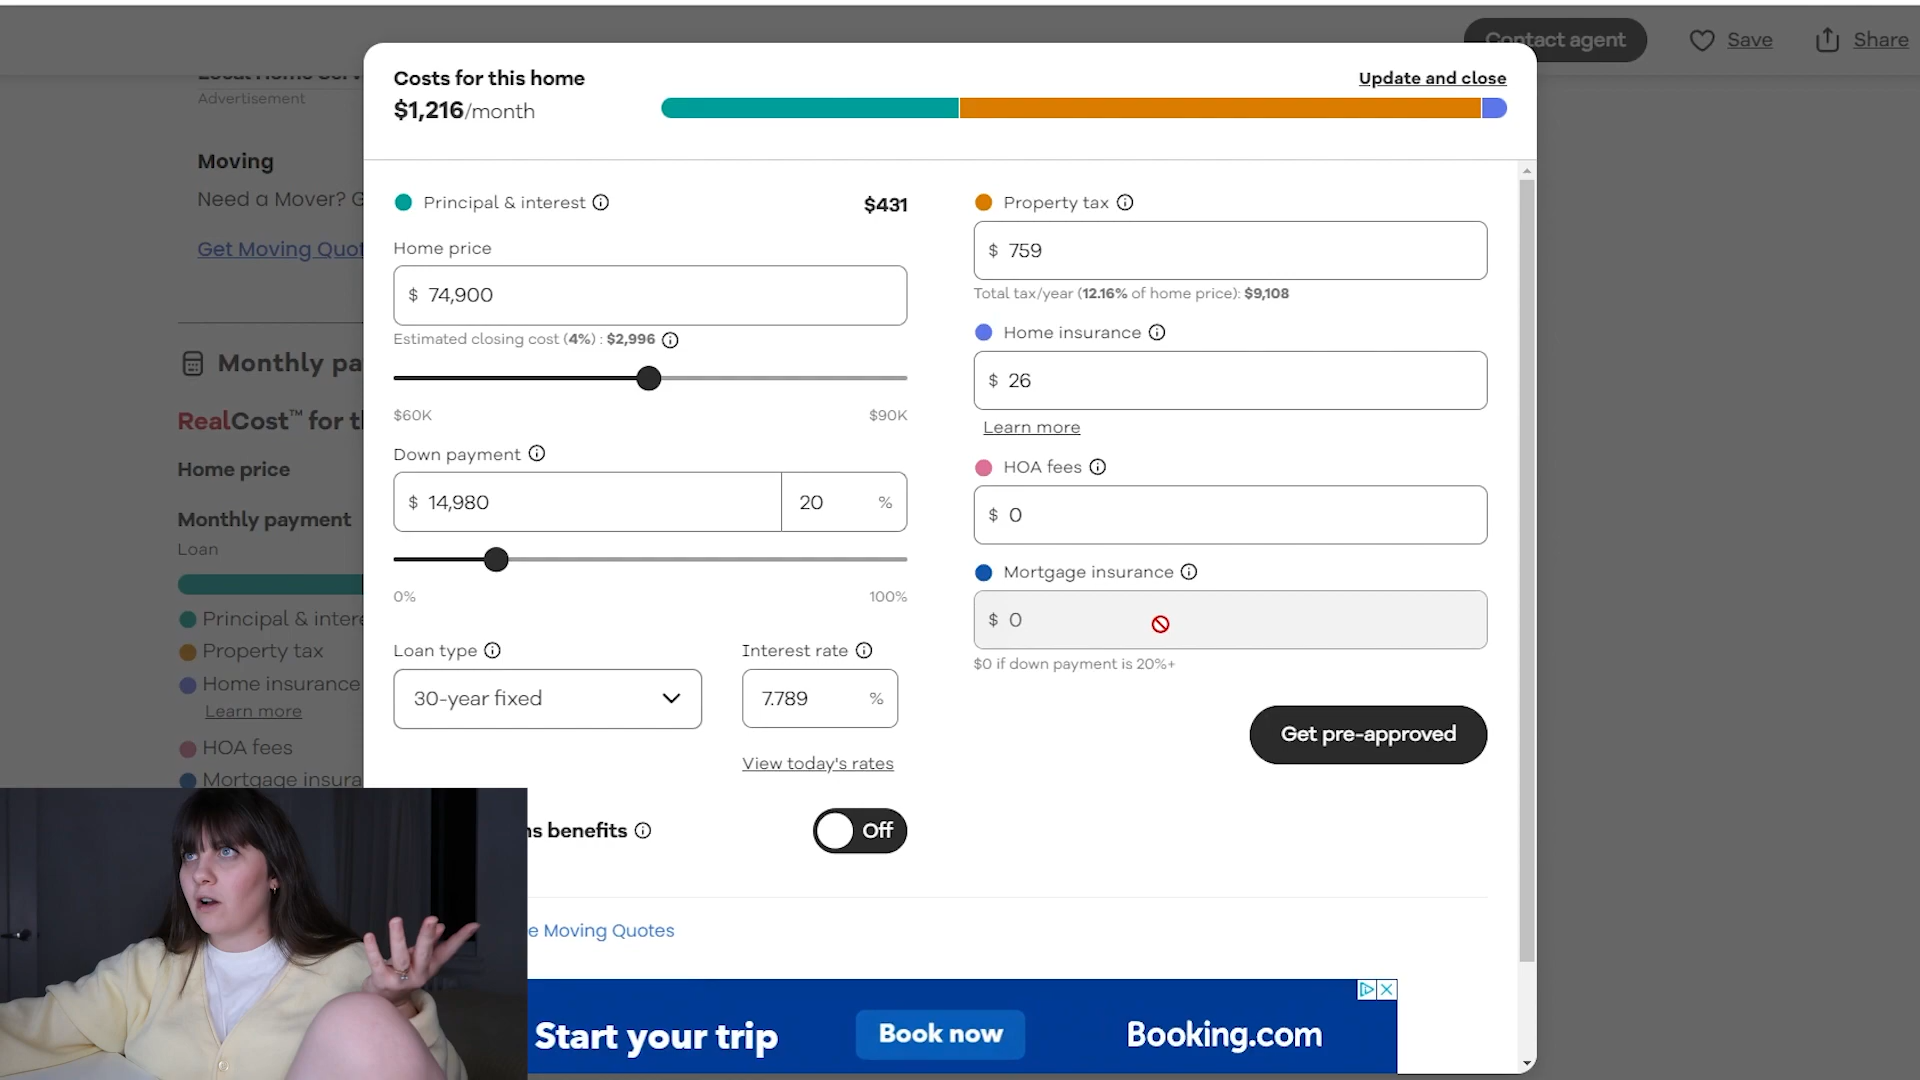 Contact agent
Save
Share
Advertisement
Moving
Need a Mover? G
Get Moving Quot
Monthly pa
RealCost™ for t
Home price
Monthly payment
Loan
Principal & intere
Property tax
Home insurance
Learn more
HOA fees
Mortgage insura
Costs for this home
$1,216/month
Update and close
Principal & interest
$431
Home price
$ 74,900
Estimated closing cost (4%) : $2,996
$60K
$90K
Down payment
$ 14,980
20 %
0%
100%
Loan type
30-year fixed
Interest rate
7.789 %
View today's rates
ns benefits
Off
e Moving Quotes
Property tax
$ 759
Total tax/year (12.16% of home price): $9,108
Home insurance
$ 26
Learn more
HOA fees
$ 0
Mortgage insurance
$ 0
$0 if down payment is 20%+
Get pre-approved
Start your trip
Book now
Booking.com